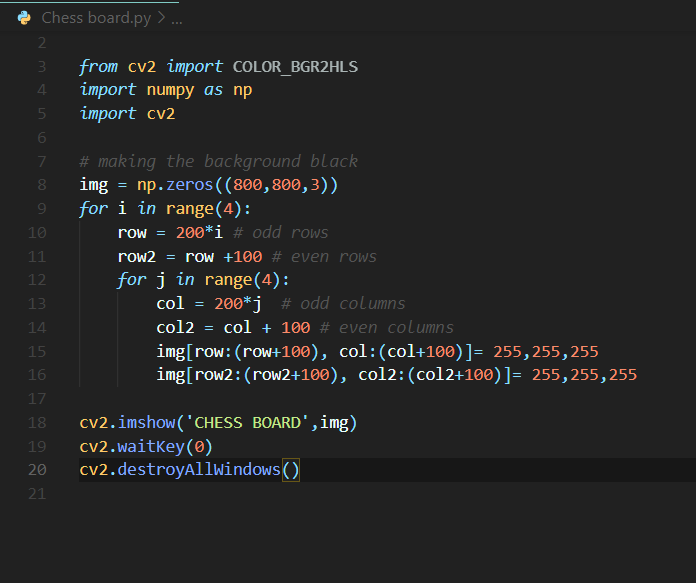 Chess board.py > ...
2
3 from cv2 import COLOR_BGR2HLS
4 import numpy as np
5 import cv2
6
7 # making the background black
8 img = np.zeros((800,800,3))
9 for i in range(4):
10 row = 200*i # odd rows
11 row2 = row +100 # even rows
12 for j in range(4):
13 col = 200*j  # odd columns
14 col2 = col + 100 # even columns
15 img[row:(row+100), col:(col+100)]= 255,255,255
16 img[row2:(row2+100), col2:(col2+100)]= 255,255,255
17
18 cv2.imshow('CHESS BOARD',img)
19 cv2.waitKey(0)
20 cv2.destroyAllWindows()
21